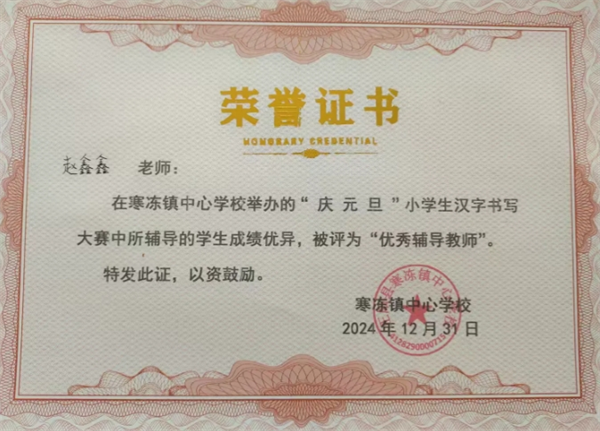 荣誉证书
HONORARY CREDENTIAL
赵鑫鑫 老师：
在寒冻镇中心学校举办的“庆元旦”小学生汉字书写
大赛中所辅导的学生成绩优异，被评为“优秀辅导教师”。
特发此证，以资鼓励。
寒冻镇中心学校
2024年12月31日